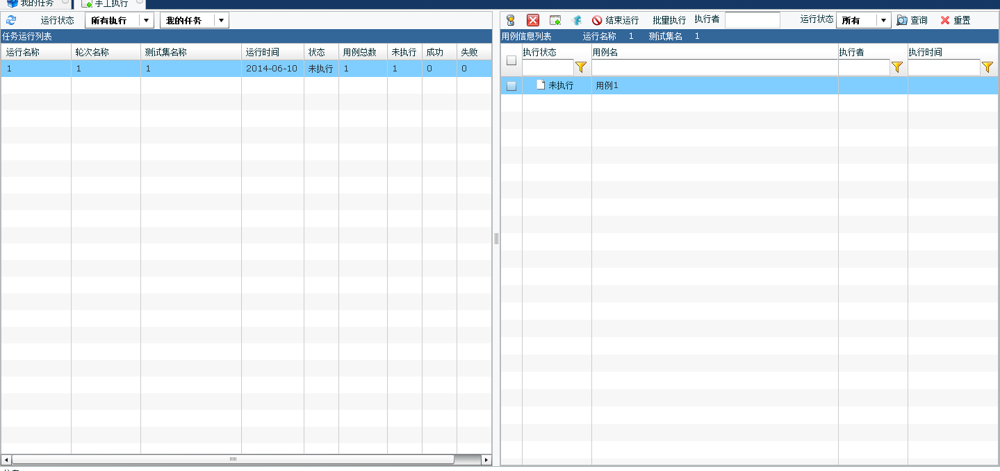 我的任务 手工执行
运行状态 所有执行 我的任务
任务运行列表
运行名称 轮次名称 测试集名称 运行时间 状态 用例总数 未执行 成功 失败
1 1 1 2014-06-10 未执行 1 1 0 0
结束运行 批量执行 执行者 运行状态 所有 查询 重置
用例信息列表 运行名称 1 测试集名 1
执行状态 用例名 执行者 执行时间
未执行 用例1